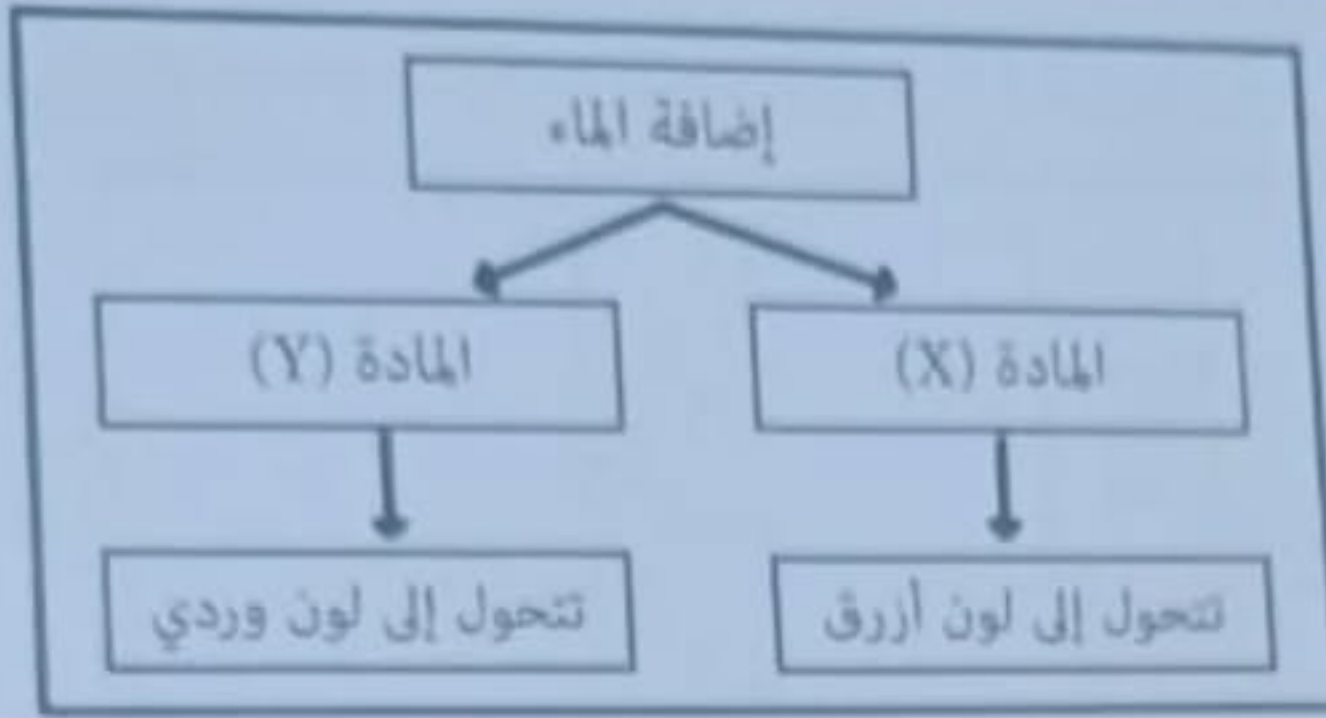 إضافة الماء
المادة (X)
المادة (Y)
تتحول إلى لون أزرق
تتحول إلى لون وردي